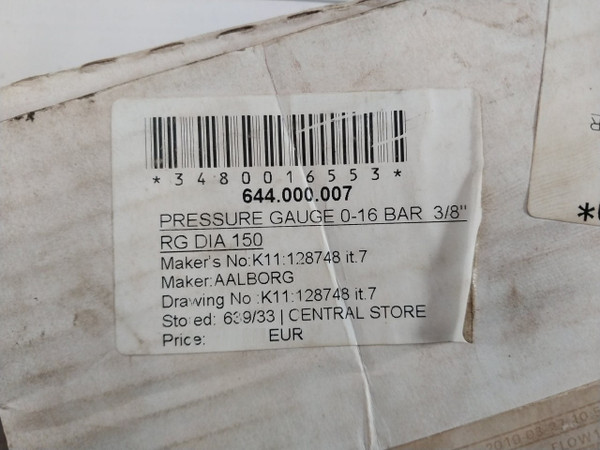 *3480016553*
644.000.007
PRESSURE GAUGE 0-16 BAR 3/8"
RG DIA 150
Maker's No:K11:128748 it.7
Maker:AALBORG
Drawing No :K11:128748 it.7
Stored: 639/33 | CENTRAL STORE
Price: EUR